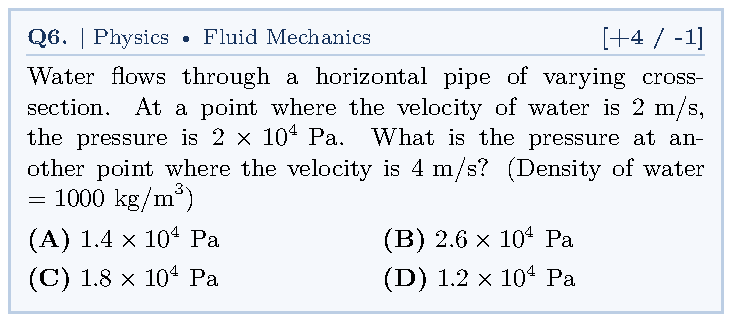 Q6. | Physics • Fluid Mechanics [+4 / -1]
Water flows through a horizontal pipe of varying cross-
section. At a point where the velocity of water is 2 m/s,
the pressure is 2 × 10⁴ Pa. What is the pressure at an-
other point where the velocity is 4 m/s? (Density of water
= 1000 kg/m³)
(A) 1.4 × 10⁴ Pa (B) 2.6 × 10⁴ Pa
(C) 1.8 × 10⁴ Pa (D) 1.2 × 10⁴ Pa